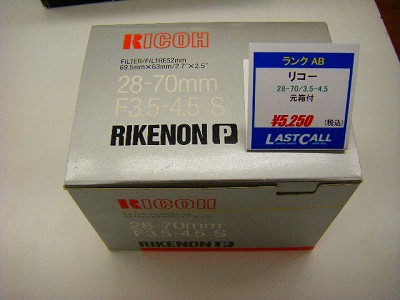 RICOH
FILTER/FILTRE52mm
69.5mm×63mm/2.7"×2.5"
28-70mm
F3.5-4.5 S
RIKENON P
ランク AB
リコー
28-70/3.5-4.5
元箱付
¥5,250 (税込)
LASTCALL
RICOH
28-70mm
F3.5-4.5 S
RIKENON P